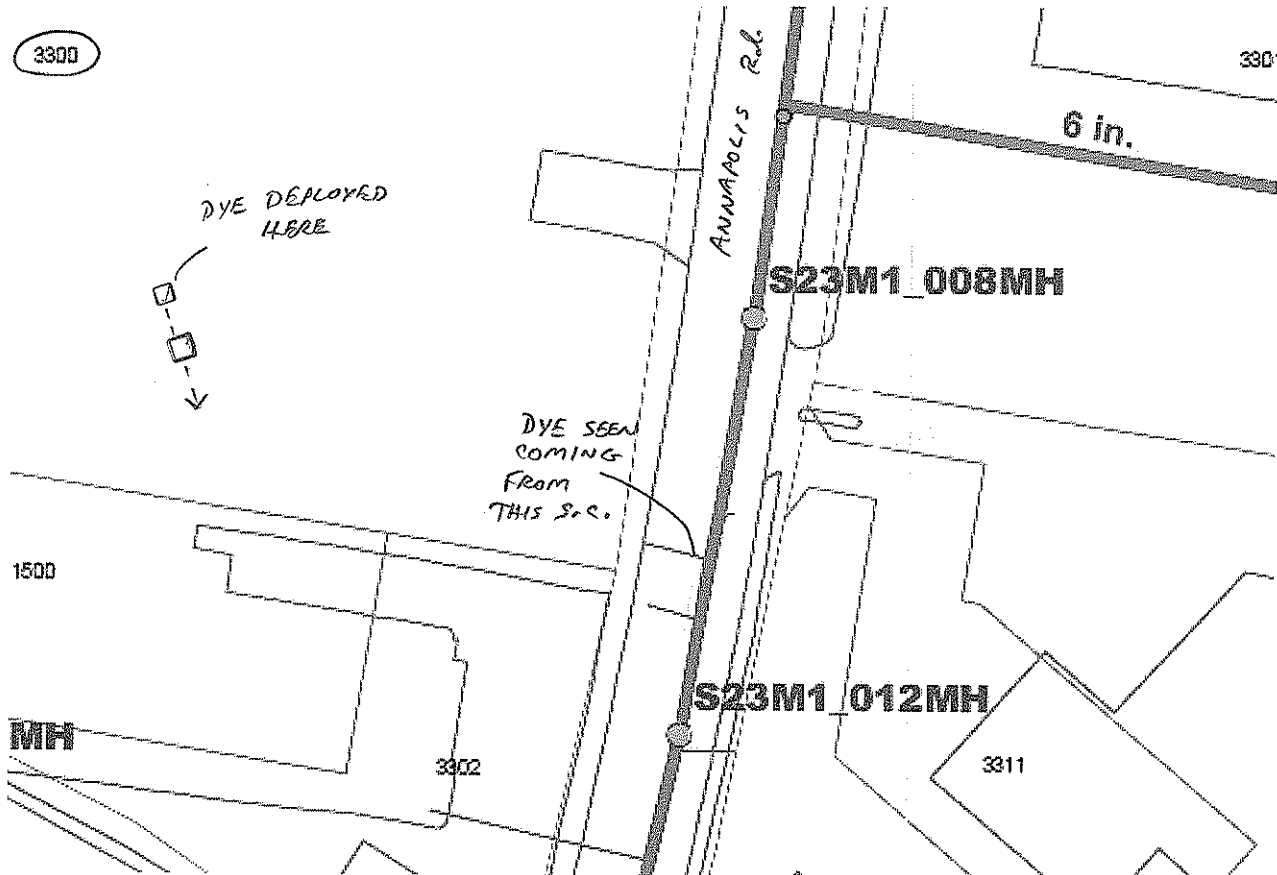 3300
3301
ANNAPOLIS Rd.
6 in.
DYE DEPLOYED
HERE
S23M1_008MH
DYE SEEN
COMING
FROM
THIS S.C.
1500
S23M1_012MH
MH
3302
3311